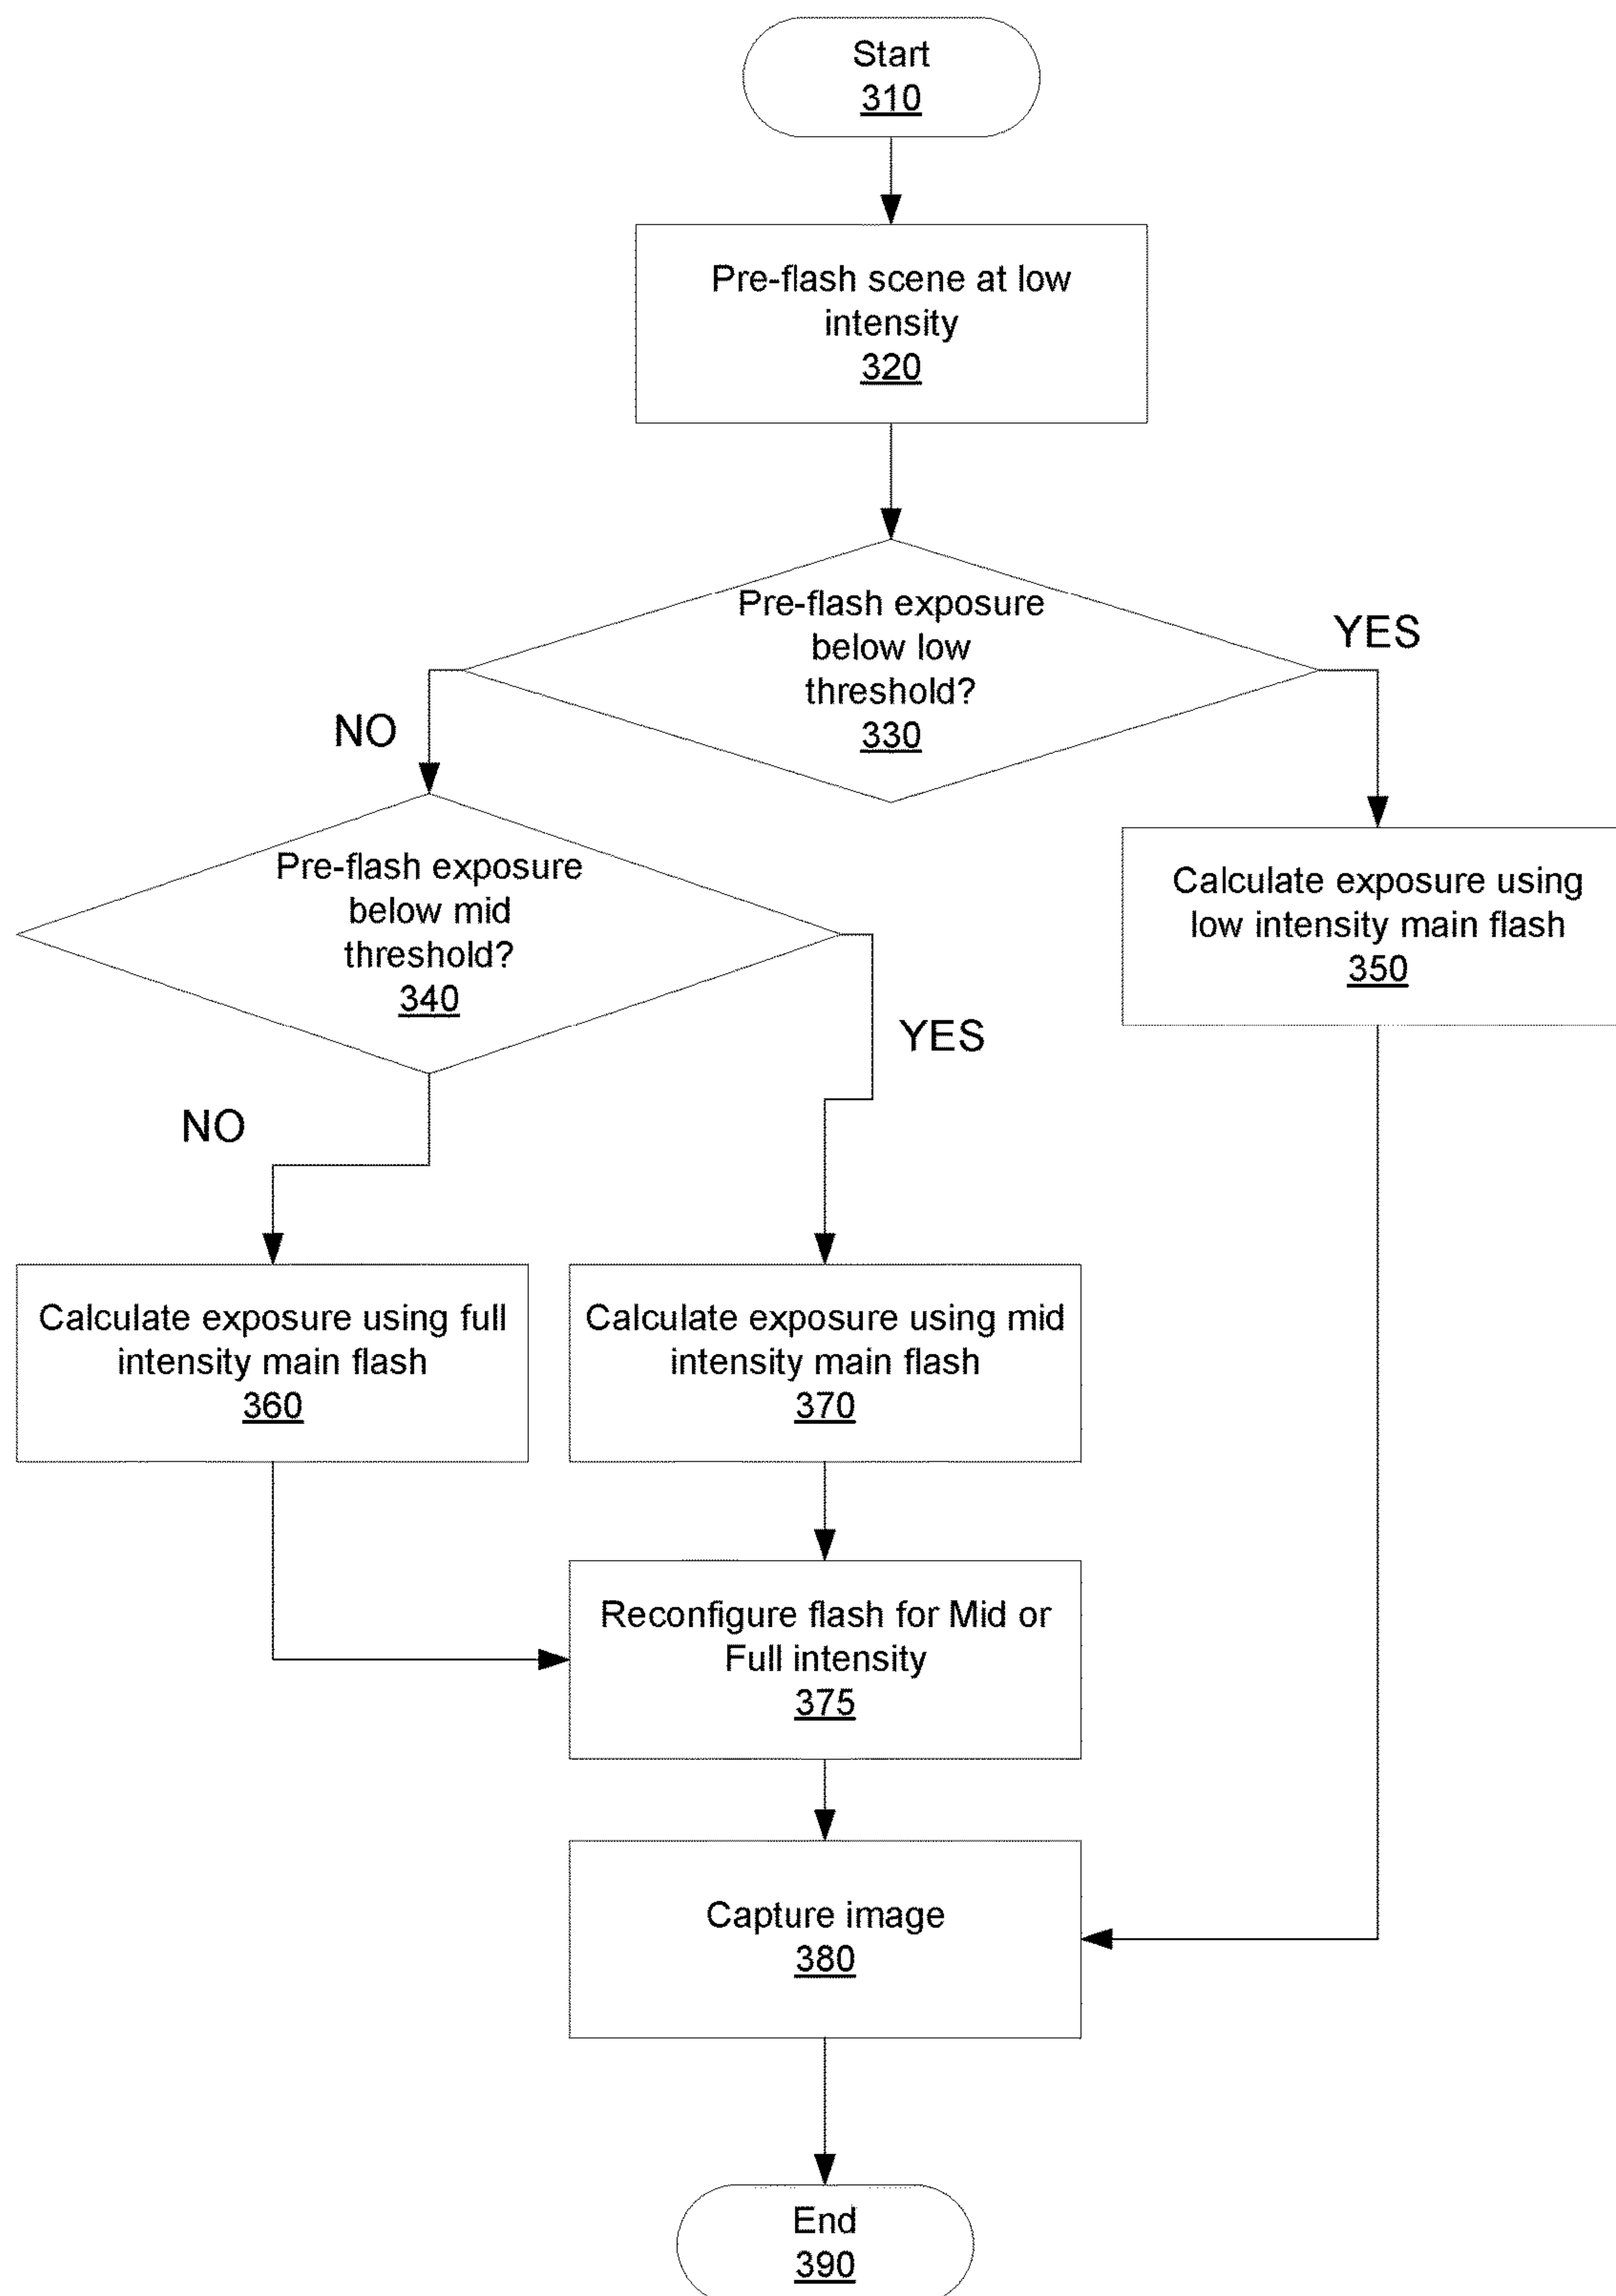 Start
310
Pre-flash scene at low
intensity
320
Pre-flash exposure
below low
threshold?
330
YES
NO
Pre-flash exposure
below mid
threshold?
340
Calculate exposure using
low intensity main flash
350
YES
NO
Calculate exposure using full
intensity main flash
360
Calculate exposure using mid
intensity main flash
370
Reconfigure flash for Mid or
Full intensity
375
Capture image
380
End
390